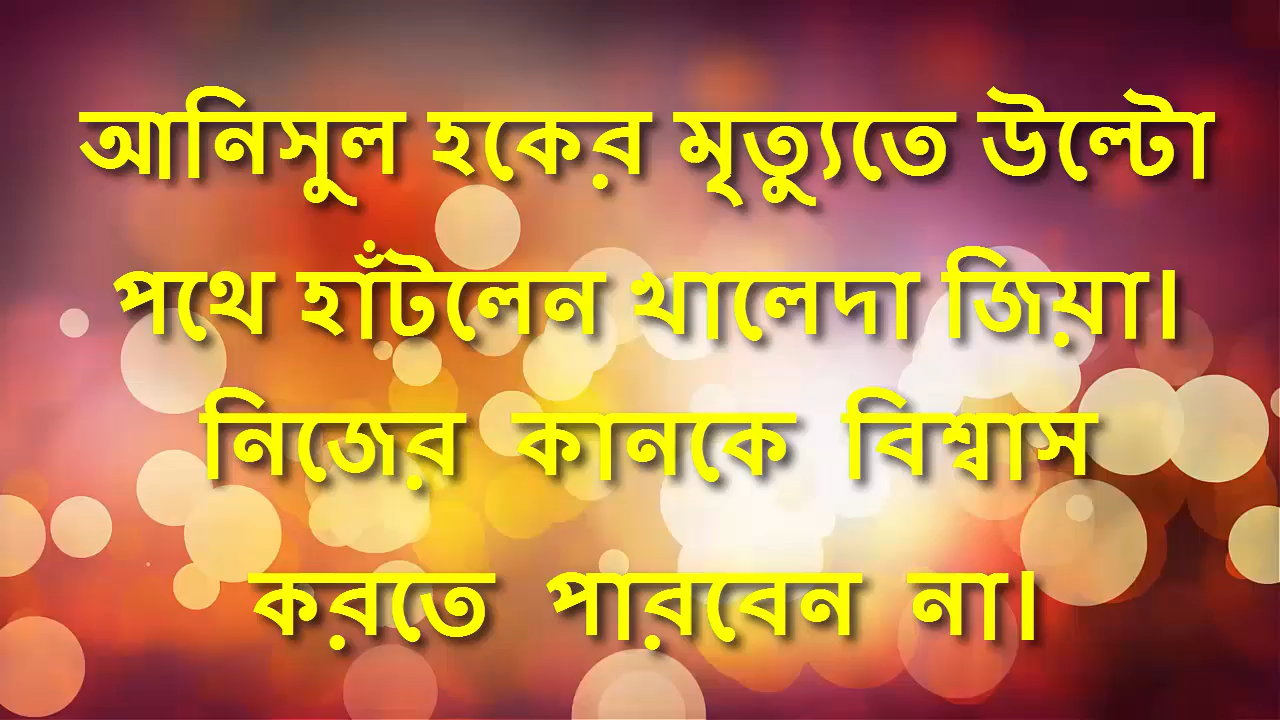 আনিসুল হকের মৃত্যুতে উল্টো
পথে হাঁটলেন খালেদা জিয়া।
নিজের কানকে বিশ্বাস
করতে পারবেন না।